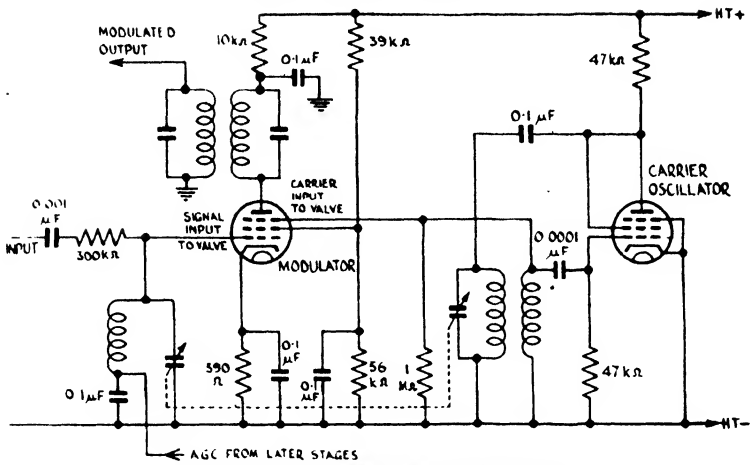 HT+
MODULATED
OUTPUT
10kΩ
0.1μF
39kΩ
47kΩ
0.1μF
CARRIER
OSCILLATOR
0.001
μF
INPUT
300kΩ
SIGNAL
INPUT
TO VALVE
CARRIER
INPUT
TO VALVE
MODULATOR
0.0001
μF
0.1μF
390
Ω
0.1
μF
0.1
μF
56
kΩ
1
kΩ
47kΩ
HT-
AGC FROM LATER STAGES